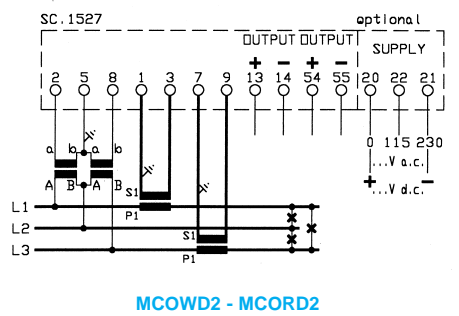 SC.1527 optional
OUTPUT OUTPUT SUPPLY
+ − + −
2 5 8 1 3 7 9 13 14 54 55 20 22 21
a b a b
0 115 230
...V a.c.
A B A B
+ ...V d.c. −
S1
L1
P1
L2
S1
L3
P1
MCOWD2 - MCORD2